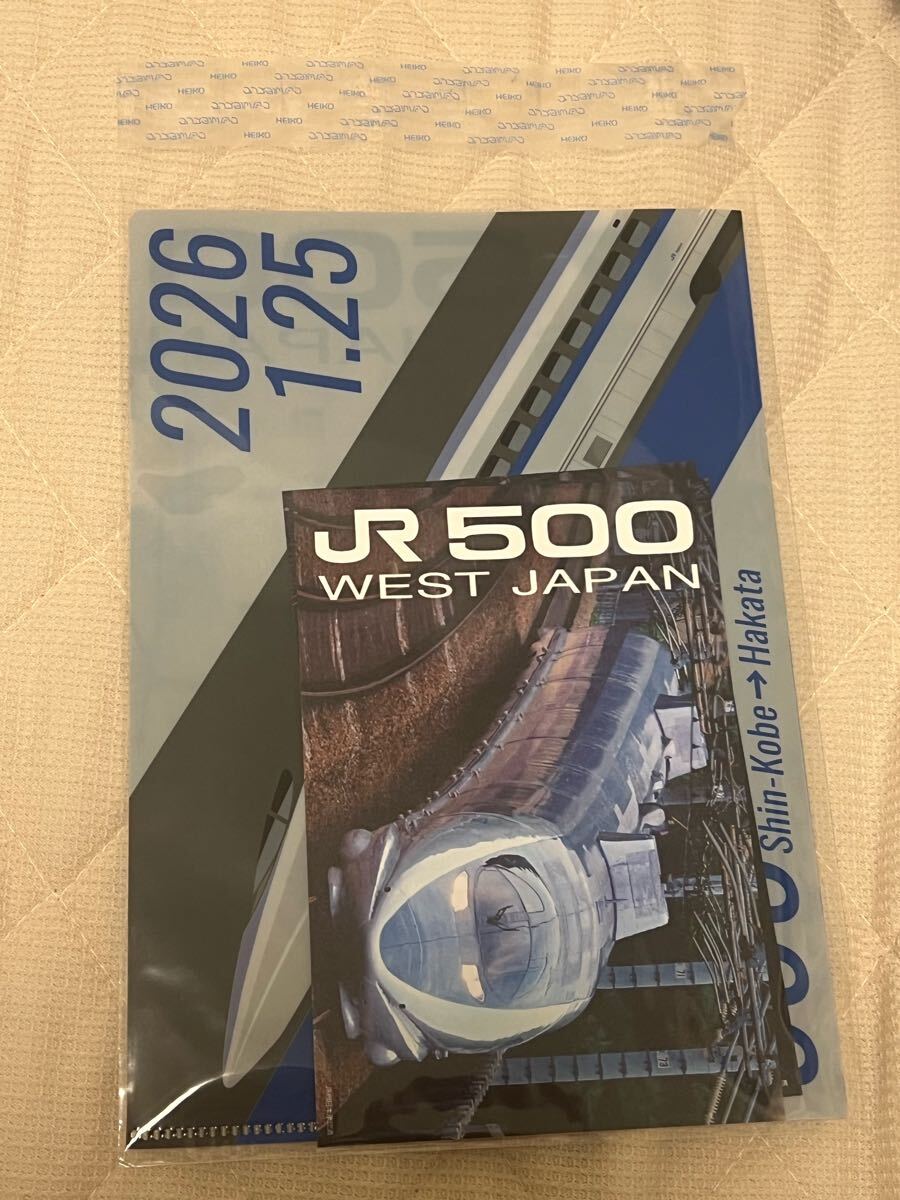 HEIKO
2026
1.25
JR 500
WEST JAPAN
Shin-Kobe→Hakata